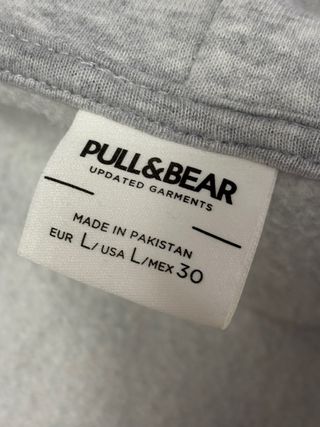 PULL&BEAR
UPDATED GARMENTS
MADE IN PAKISTAN
EUR L/USA L/MEX 30